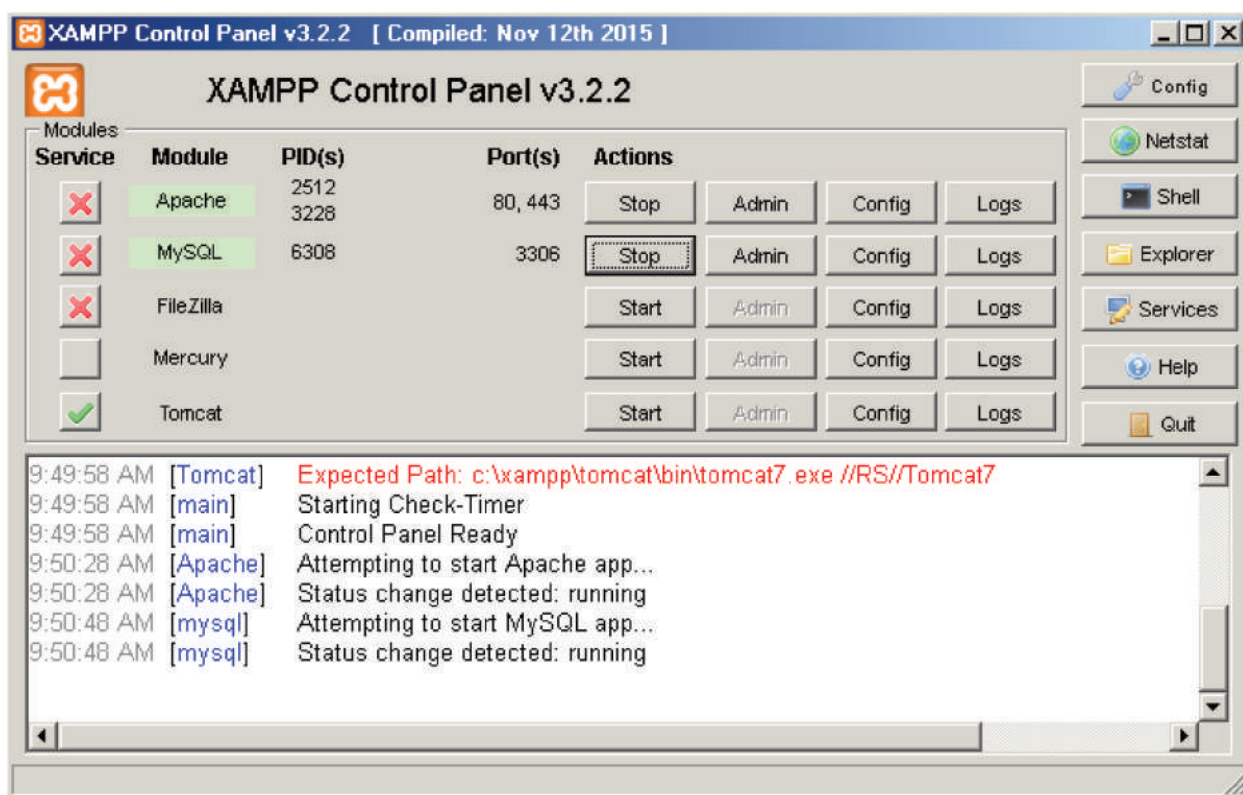 XAMPP Control Panel v3.2.2 [ Compiled: Nov 12th 2015 ]
XAMPP Control Panel v3.2.2
Config
Modules
Service Module PID(s) Port(s) Actions
Netstat
Apache 2512 3228 80, 443 Stop Admin Config Logs
Shell
MySQL 6308 3306 Stop Admin Config Logs
Explorer
FileZilla Start Admin Config Logs
Services
Mercury Start Admin Config Logs
Help
Tomcat Start Admin Config Logs
Quit
9:49:58 AM [Tomcat] Expected Path: c:\xampp\tomcat\bin\tomcat7.exe //RS//Tomcat7
9:49:58 AM [main] Starting Check-Timer
9:49:58 AM [main] Control Panel Ready
9:50:28 AM [Apache] Attempting to start Apache app...
9:50:28 AM [Apache] Status change detected: running
9:50:48 AM [mysql] Attempting to start MySQL app...
9:50:48 AM [mysql] Status change detected: running